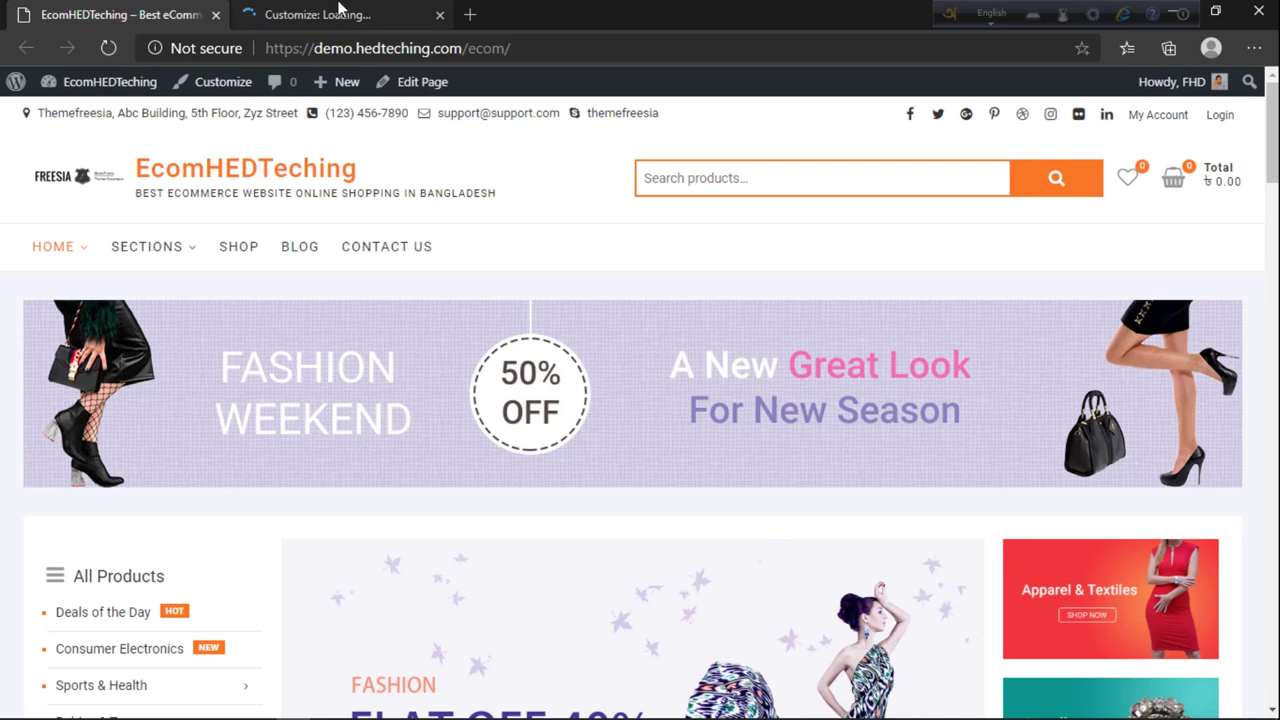 EcomHEDTeching – Best eComm
Customize: Loading...
English
Not secure
https://demo.hedteching.com/ecom/
EcomHEDTeching
Customize
0
New
Edit Page
Howdy, FHD
Themefreesia, Abc Building, 5th Floor, Zyz Street
(123) 456-7890
support@support.com
themefreesia
My Account
Login
FREESIA
EcomHEDTeching
BEST ECOMMERCE WEBSITE ONLINE SHOPPING IN BANGLADESH
Search products...
0
0
Total
৳ 0.00
HOME
SECTIONS
SHOP
BLOG
CONTACT US
FASHION
WEEKEND
50%
OFF
A New Great Look
For New Season
All Products
Deals of the Day
HOT
Consumer Electronics
NEW
Sports & Health
FASHION
FLAT OFF 40%
Apparel & Textiles
SHOP NOW